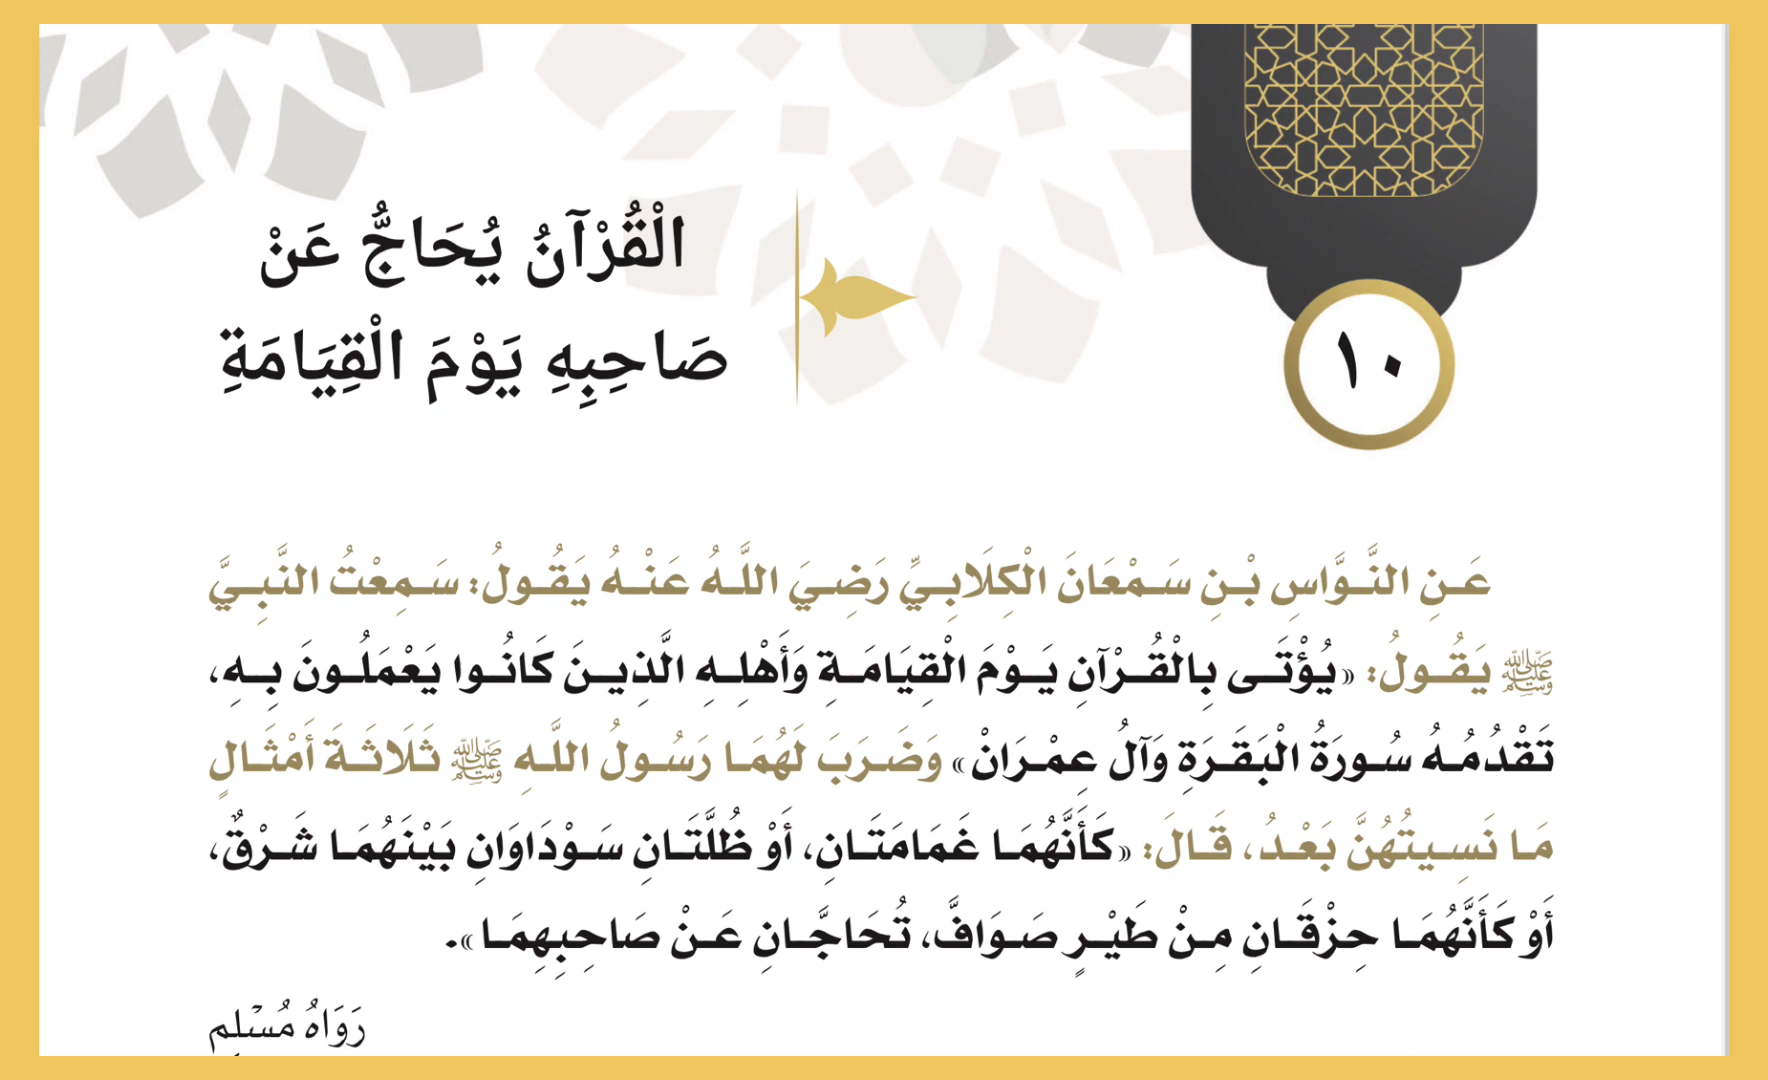 ١٠
الْقُرْآنُ يُحَاجُّ عَنْ
صَاحِبِهِ يَوْمَ الْقِيَامَةِ
عَنِ النَّوَّاسِ بْنِ سَمْعَانَ الْكِلَابِيِّ رَضِيَ اللَّهُ عَنْهُ يَقُولُ: سَمِعْتُ النَّبِيَّ
ﷺ يَقُولُ: «يُؤْتَى بِالْقُرْآنِ يَوْمَ الْقِيَامَةِ وَأَهْلِهِ الَّذِينَ كَانُوا يَعْمَلُونَ بِهِ،
تَقْدُمُهُ سُورَةُ الْبَقَرَةِ وَآلُ عِمْرَانْ» وَضَرَبَ لَهُمَا رَسُولُ اللَّهِ ﷺ ثَلَاثَةَ أَمْثَالٍ
مَا نَسِيتُهُنَّ بَعْدُ، قَالَ: «كَأَنَّهُمَا غَمَامَتَانِ، أَوْ ظُلَّتَانِ سَوْدَاوَانِ بَيْنَهُمَا شَرْقٌ،
أَوْ كَأَنَّهُمَا حِزْقَانِ مِنْ طَيْرٍ صَوَافَّ، تُحَاجَّانِ عَنْ صَاحِبِهِمَا».
رَوَاهُ مُسْلِم